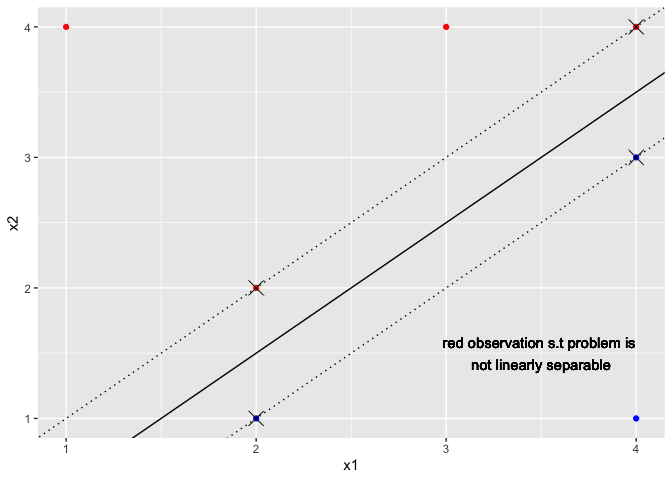 4
3
2
1
x2
red observation s.t problem is
not linearly separable
1
2
3
4
x1